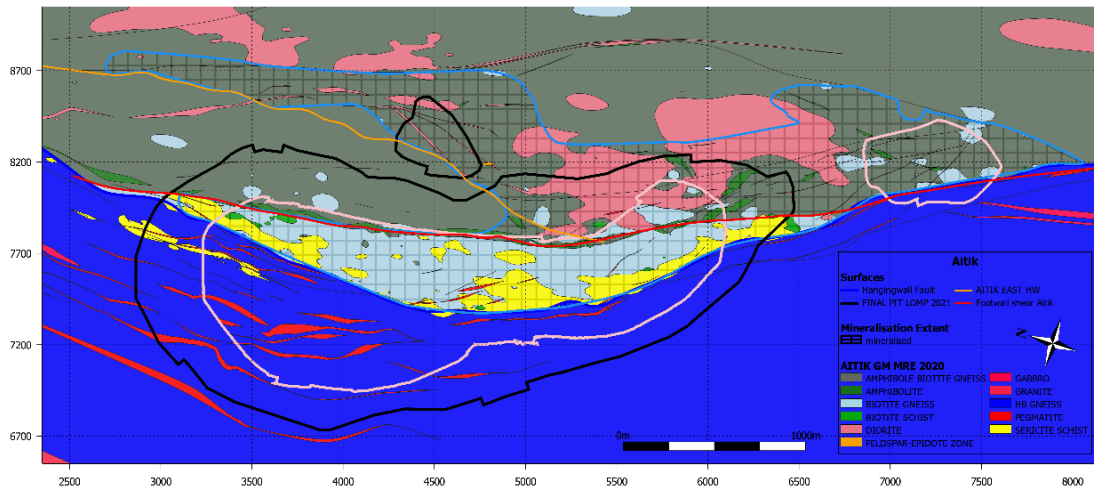 8700
8200
7700
7200
6700
2500 3000 3500 4000 4500 5000 5500 6000 6500 7000 7500 8000
0m 1000m
Aitik
Surfaces
Hangingwall Fault AITIK EAST HW
FINAL PIT LOMP 2021 Footwall shear Aitik
N
Mineralisation Extent
mineralised
AITIK GM MRE 2020
AMPHIBOLE BIOTITE GNEISS GABBRO
AMPHIBOLITE GRANITE
BIOTITE GNEISS HB GNEISS
BIOTITE SCHIST PEGMATITE
DIORITE SERICITE SCHIST
FELDSPAR-EPIDOTE ZONE